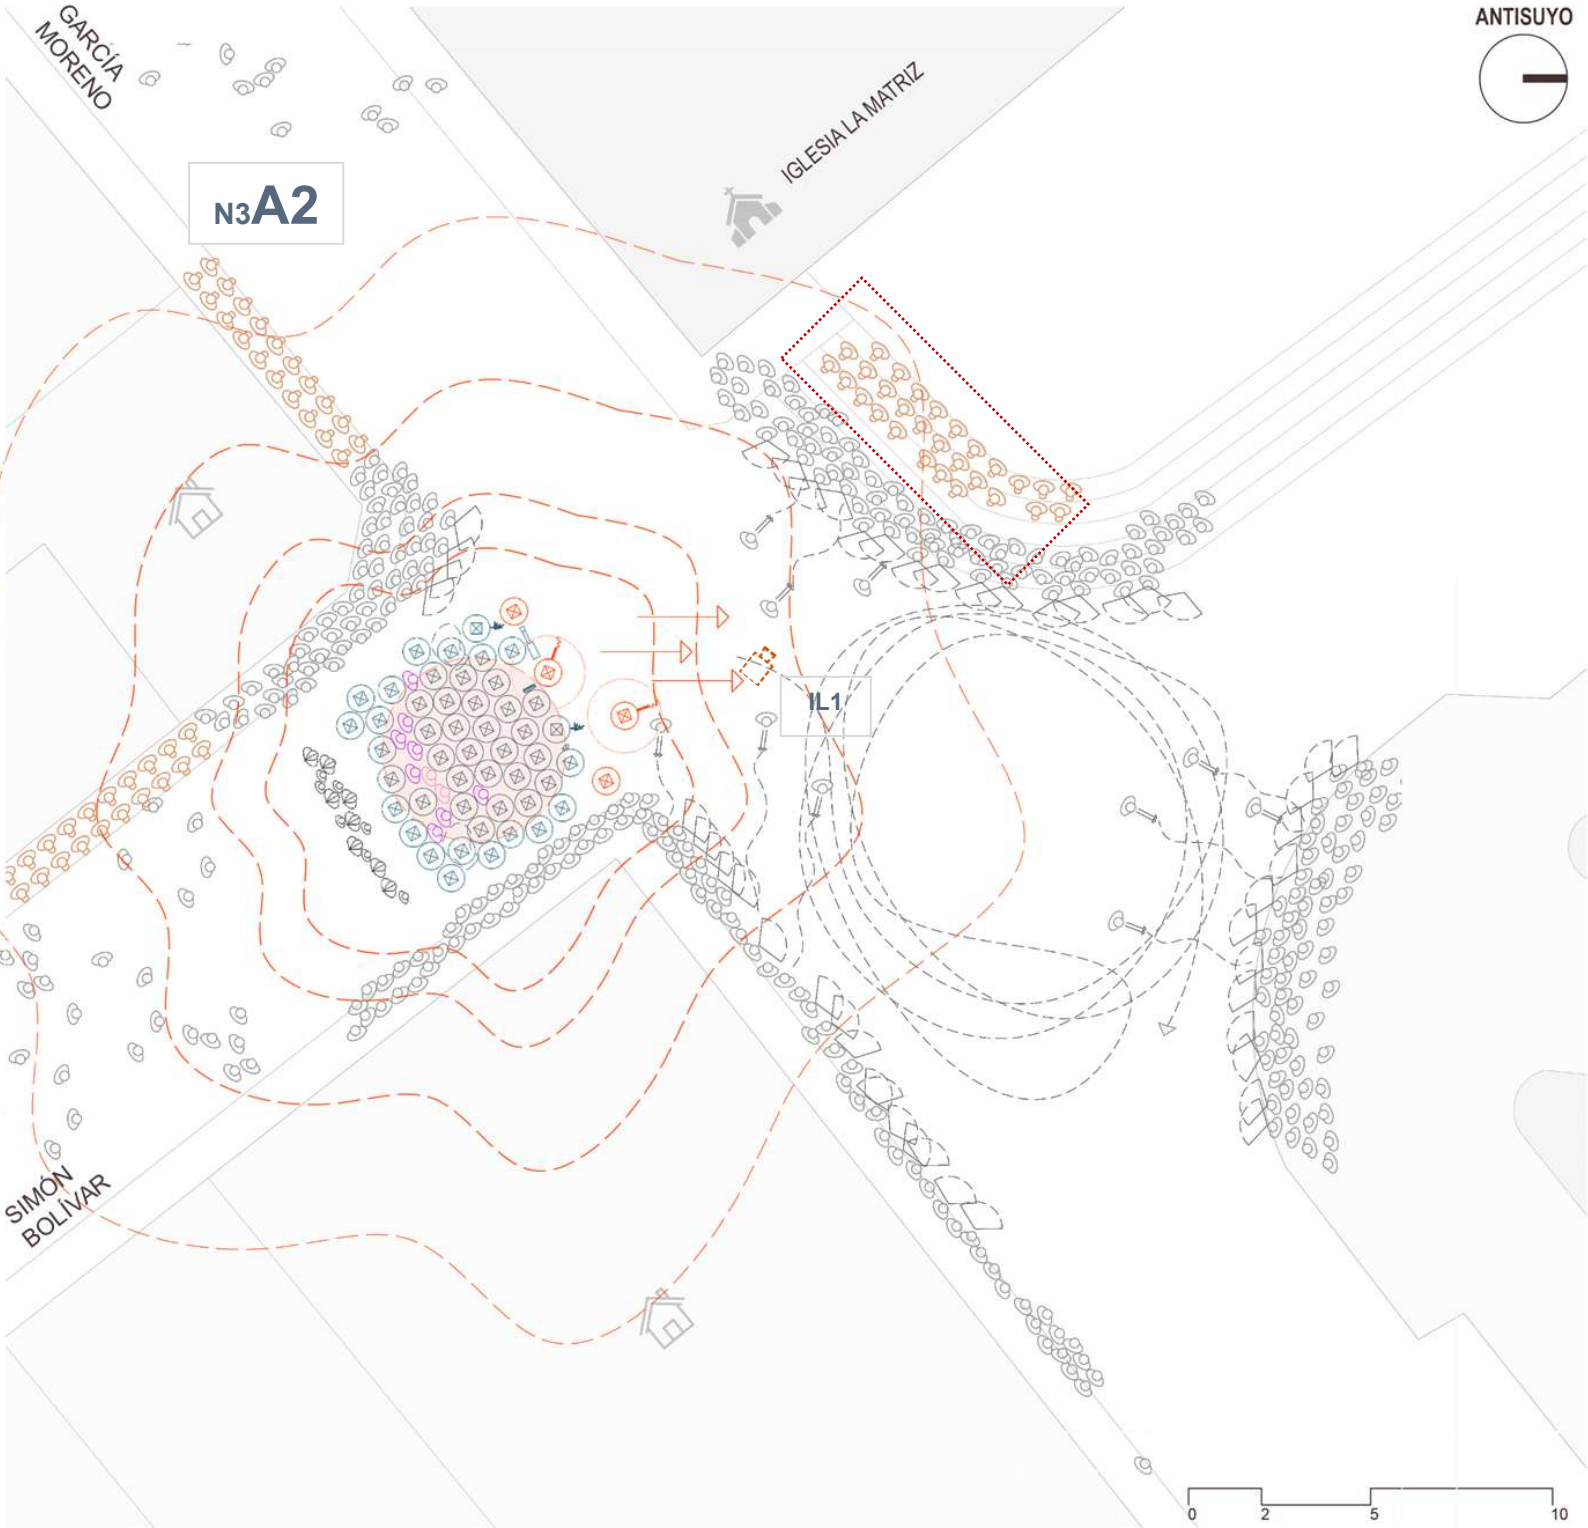 ANTISUYO
GARCÍA
MORENO
IGLESIA LA MATRIZ
N3A2
IL1
SIMÓN
BOLÍVAR
0 2 5 10